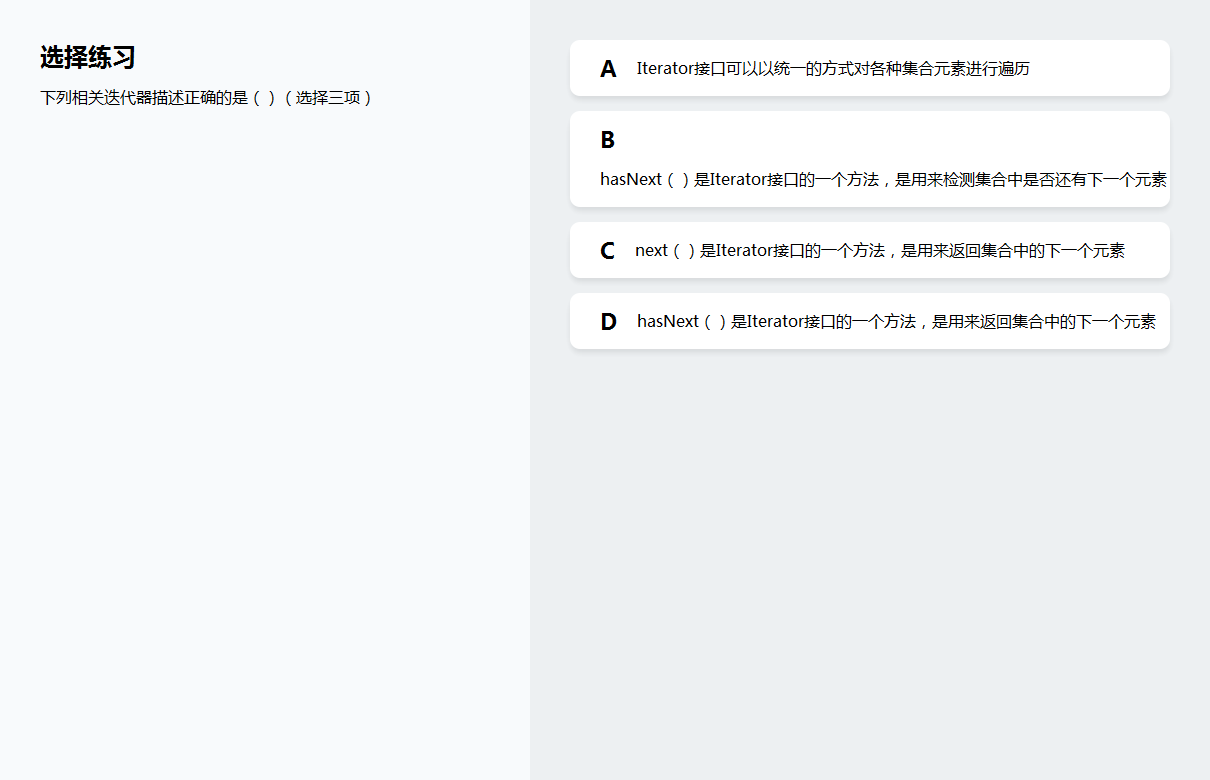 选择练习
下列相关迭代器描述正确的是（ ）（选择三项）
A Iterator接口可以以统一的方式对各种集合元素进行遍历
B
hasNext（ ）是Iterator接口的一个方法，是用来检测集合中是否还有下一个元素
C next（ ）是Iterator接口的一个方法，是用来返回集合中的下一个元素
D hasNext（ ）是Iterator接口的一个方法，是用来返回集合中的下一个元素